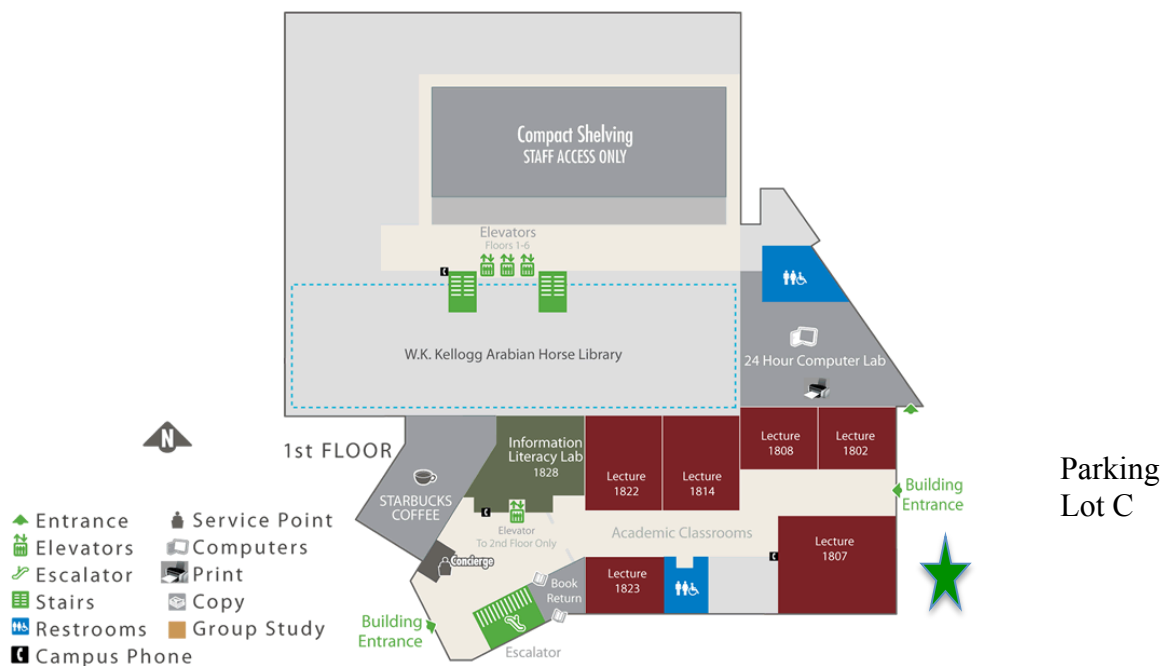 Compact Shelving
STAFF ACCESS ONLY
Elevators
Floors 1-6
W.K. Kellogg Arabian Horse Library
24 Hour Computer Lab
N
1st FLOOR
STARBUCKS
COFFEE
Information
Literacy Lab
1828
Lecture
1822
Lecture
1814
Lecture
1808
Lecture
1802
Building
Entrance
Parking
Lot C
Elevator
To 2nd Floor Only
Academic Classrooms
Concierge
Lecture
1807
Book
Return
Lecture
1823
Building
Entrance
Escalator
Entrance
Elevators
Escalator
Stairs
Restrooms
Campus Phone
Service Point
Computers
Print
Copy
Group Study